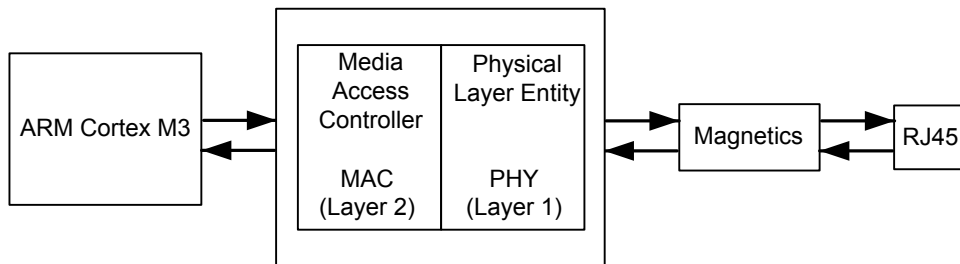 ARM Cortex M3
Media
Access
Controller
MAC
(Layer 2)
Physical
Layer Entity
PHY
(Layer 1)
Magnetics
RJ45